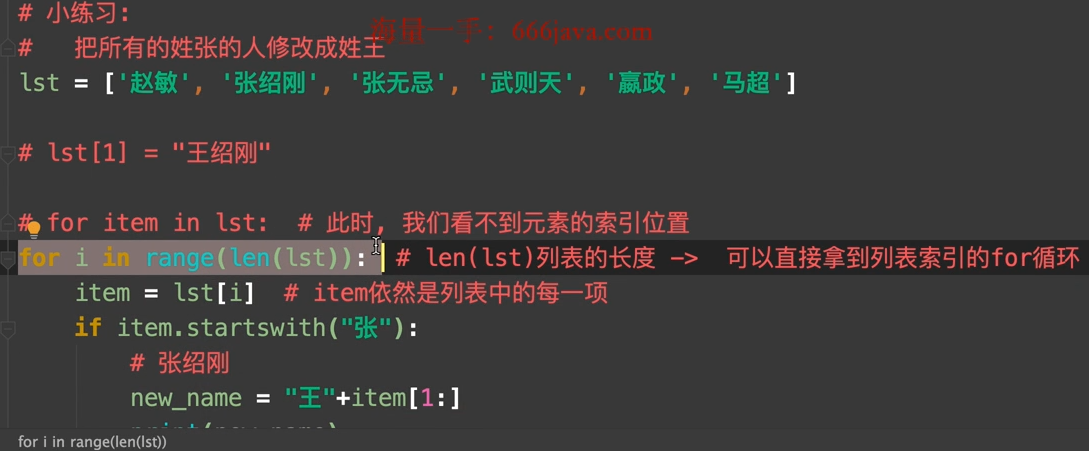 # 小练习:
海量一手：666java.com
#   把所有的姓张的人修改成姓王
lst = ['赵敏', '张绍刚', '张无忌', '武则天', '嬴政', '马超']
# lst[1] = "王绍刚"
# for item in lst:  # 此时, 我们看不到元素的索引位置
for i in range(len(lst)):  # len(lst)列表的长度 ->  可以直接拿到列表索引的for循环
    item = lst[i]  # item依然是列表中的每一项
    if item.startswith("张"):
        # 张绍刚
        new_name = "王"+item[1:]
        print(new_name)
for i in range(len(lst))